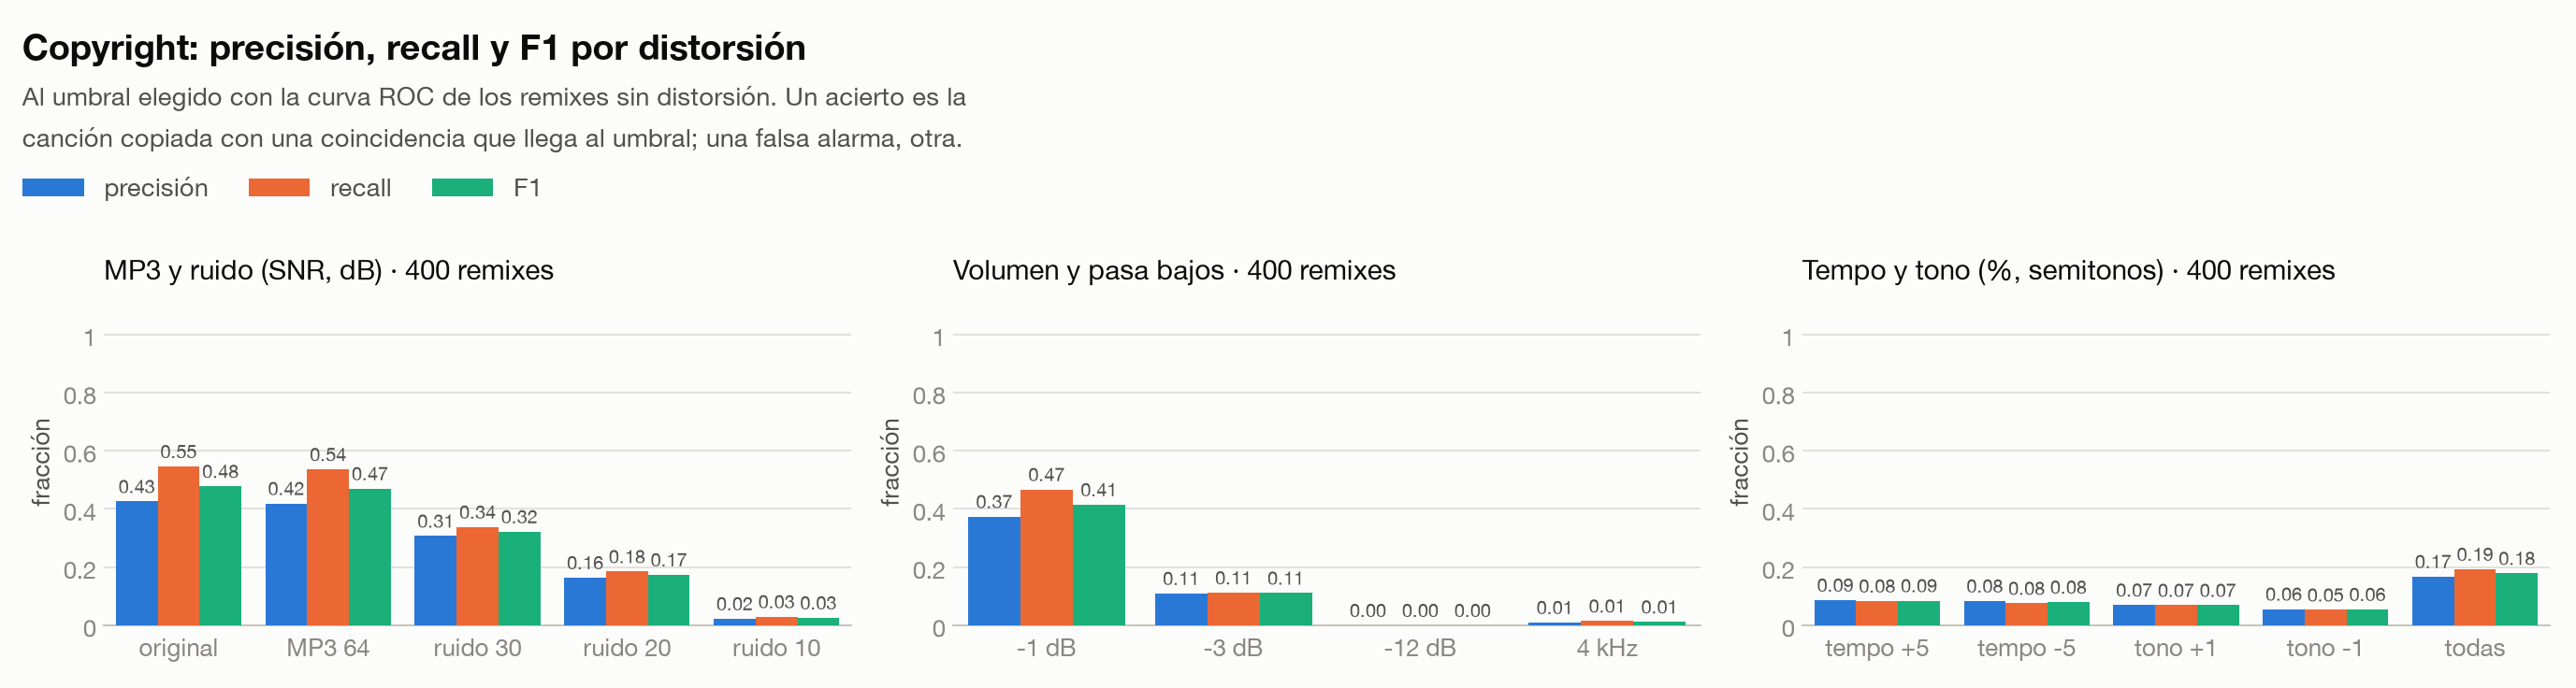 Copyright: precisión, recall y F1 por distorsión
Al umbral elegido con la curva ROC de los remixes sin distorsión. Un acierto es la
canción copiada con una coincidencia que llega al umbral; una falsa alarma, otra.
precisión recall F1
MP3 y ruido (SNR, dB) · 400 remixes
fracción
1
0.8
0.6
0.4
0.2
0
0.43 0.55 0.48
0.42 0.54 0.47
0.31 0.34 0.32
0.16 0.18 0.17
0.02 0.03 0.03
original MP3 64 ruido 30 ruido 20 ruido 10
Volumen y pasa bajos · 400 remixes
fracción
1
0.8
0.6
0.4
0.2
0
0.37 0.47 0.41
0.11 0.11 0.11
0.00 0.00 0.00
0.01 0.01 0.01
-1 dB -3 dB -12 dB 4 kHz
Tempo y tono (%, semitonos) · 400 remixes
fracción
1
0.8
0.6
0.4
0.2
0
0.09 0.08 0.09
0.08 0.08 0.08
0.07 0.07 0.07
0.06 0.05 0.06
0.17 0.19 0.18
tempo +5 tempo -5 tono +1 tono -1 todas